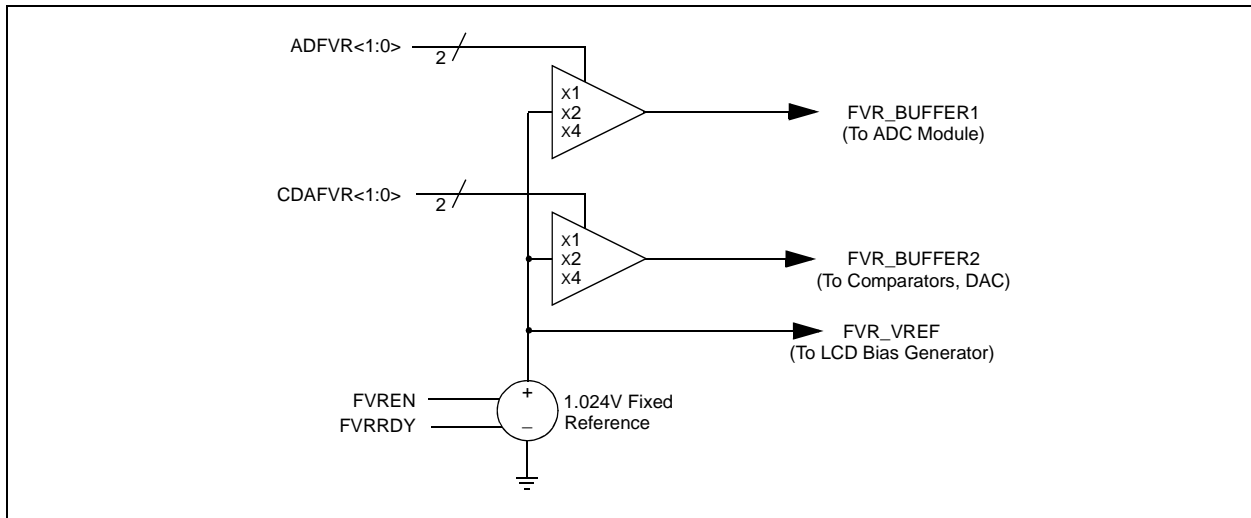 ADFVR<1:0>
2
X1
X2
X4
FVR_BUFFER1
(To ADC Module)
CDAFVR<1:0>
2
X1
X2
X4
FVR_BUFFER2
(To Comparators, DAC)
FVR_VREF
(To LCD Bias Generator)
FVREN
FVRRDY
+
_
1.024V Fixed
Reference